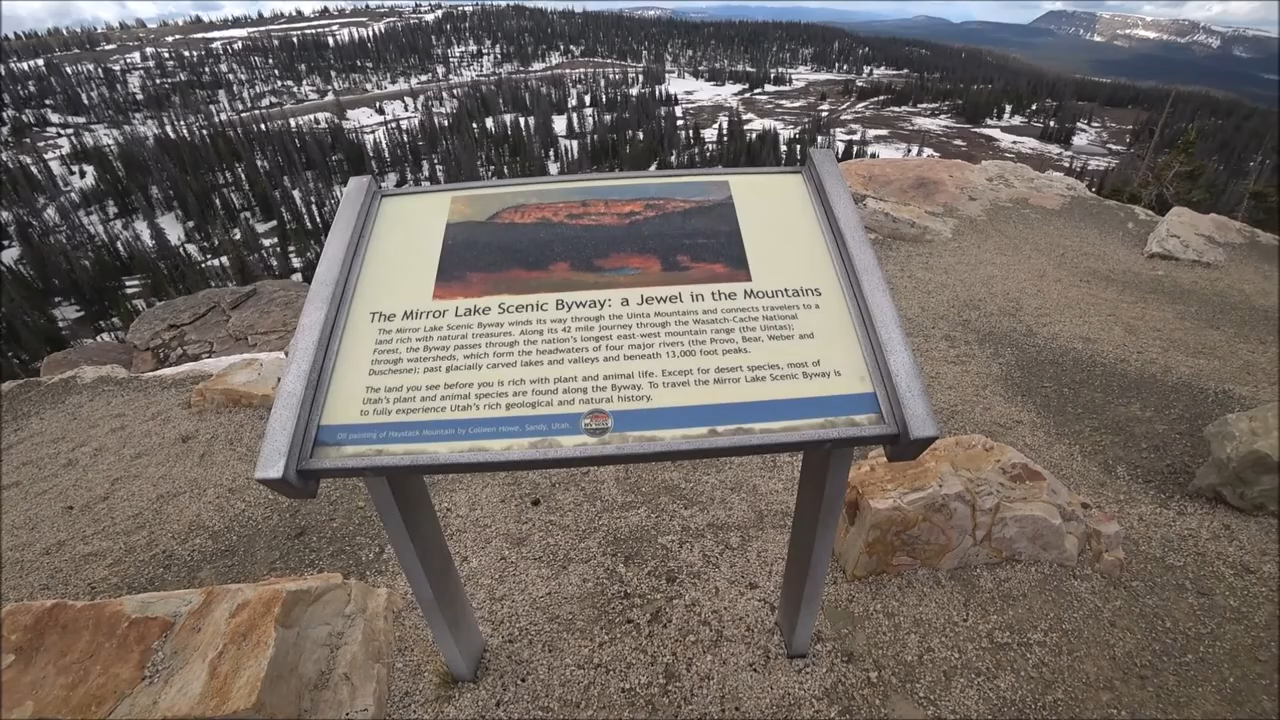 The Mirror Lake Scenic Byway: a Jewel in the Mountains
The Mirror Lake Scenic Byway winds its way through the Uinta Mountains and connects travelers to a
land rich with natural treasures. Along its 42 mile journey through the Wasatch-Cache National
Forest, the Byway passes through the nation's longest east-west mountain range (the Uintas);
through watersheds, which form the headwaters of four major rivers (the Provo, Bear, Weber and
Duschesne); past glacially carved lakes and valleys and beneath 13,000 foot peaks.
The land you see before you is rich with plant and animal life. Except for desert species, most of
Utah's plant and animal species are found along the Byway. To travel the Mirror Lake Scenic Byway is
to fully experience Utah's rich geological and natural history.
Oil painting of Haystack Mountain by Colleen Howe, Sandy, Utah.
BYWAY